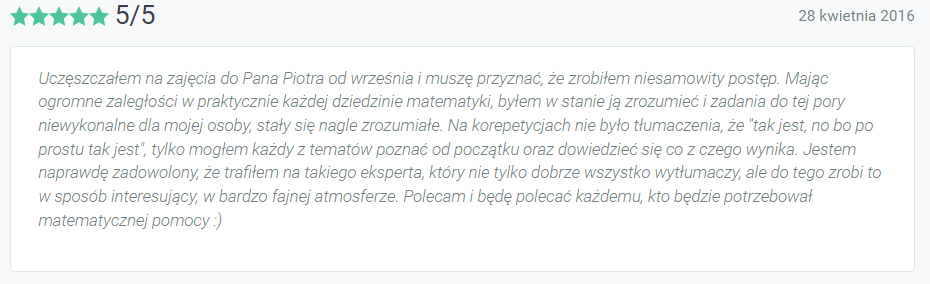 5/5
28 kwietnia 2016
Uczęszczałem na zajęcia do Pana Piotra od września i muszę przyznać, że zrobiłem niesamowity postęp. Mając
ogromne zaległości w praktycznie każdej dziedzinie matematyki, byłem w stanie ją zrozumieć i zadania do tej pory
niewykonalne dla mojej osoby, stały się nagle zrozumiałe. Na korepetycjach nie było tłumaczenia, że "tak jest, no bo po
prostu tak jest", tylko mogłem każdy z tematów poznać od początku oraz dowiedzieć się co z czego wynika. Jestem
naprawdę zadowolony, że trafiłem na takiego eksperta, który nie tylko dobrze wszystko wytłumaczy, ale do tego zrobi to
w sposób interesujący, w bardzo fajnej atmosferze. Polecam i będę polecać każdemu, kto będzie potrzebował
matematycznej pomocy :)